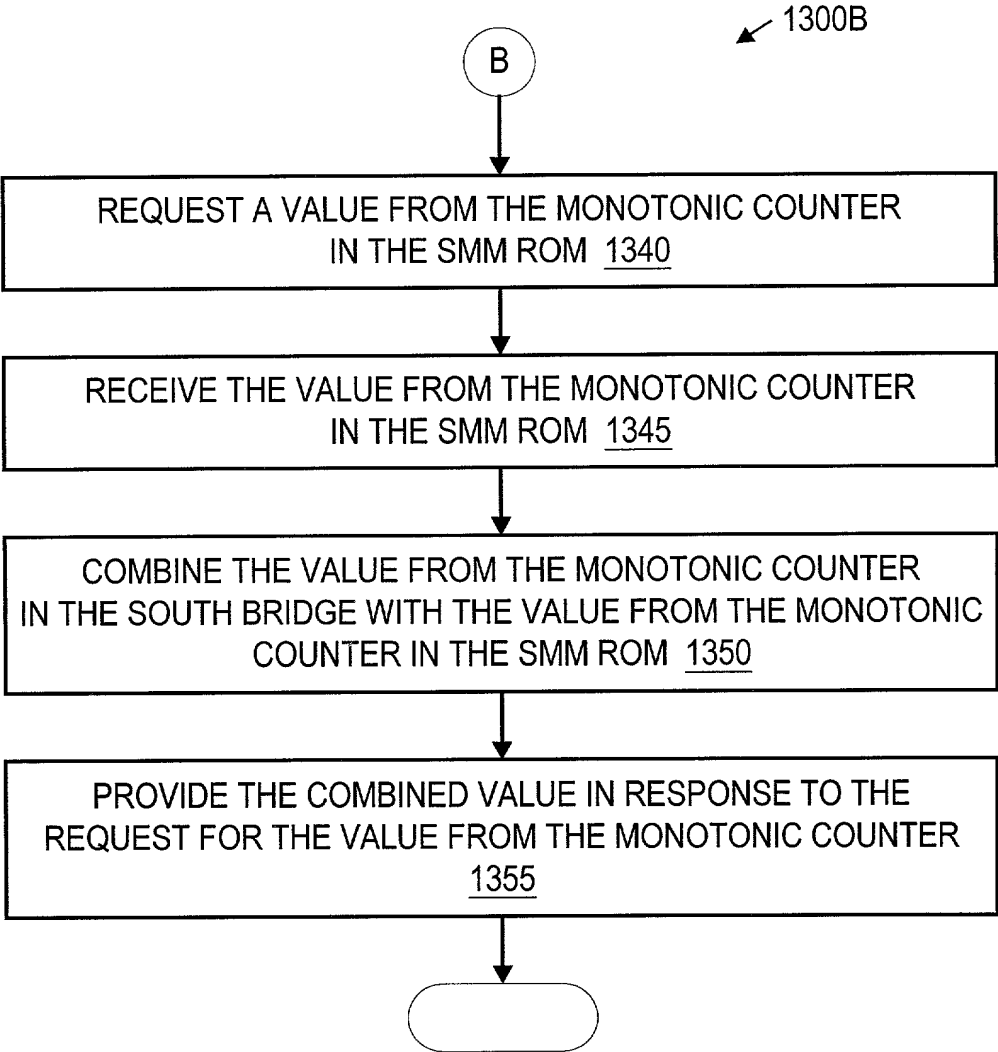 1300B
B
REQUEST A VALUE FROM THE MONOTONIC COUNTER
IN THE SMM ROM 1340
RECEIVE THE VALUE FROM THE MONOTONIC COUNTER
IN THE SMM ROM 1345
COMBINE THE VALUE FROM THE MONOTONIC COUNTER
IN THE SOUTH BRIDGE WITH THE VALUE FROM THE MONOTONIC
COUNTER IN THE SMM ROM 1350
PROVIDE THE COMBINED VALUE IN RESPONSE TO THE
REQUEST FOR THE VALUE FROM THE MONOTONIC COUNTER
1355